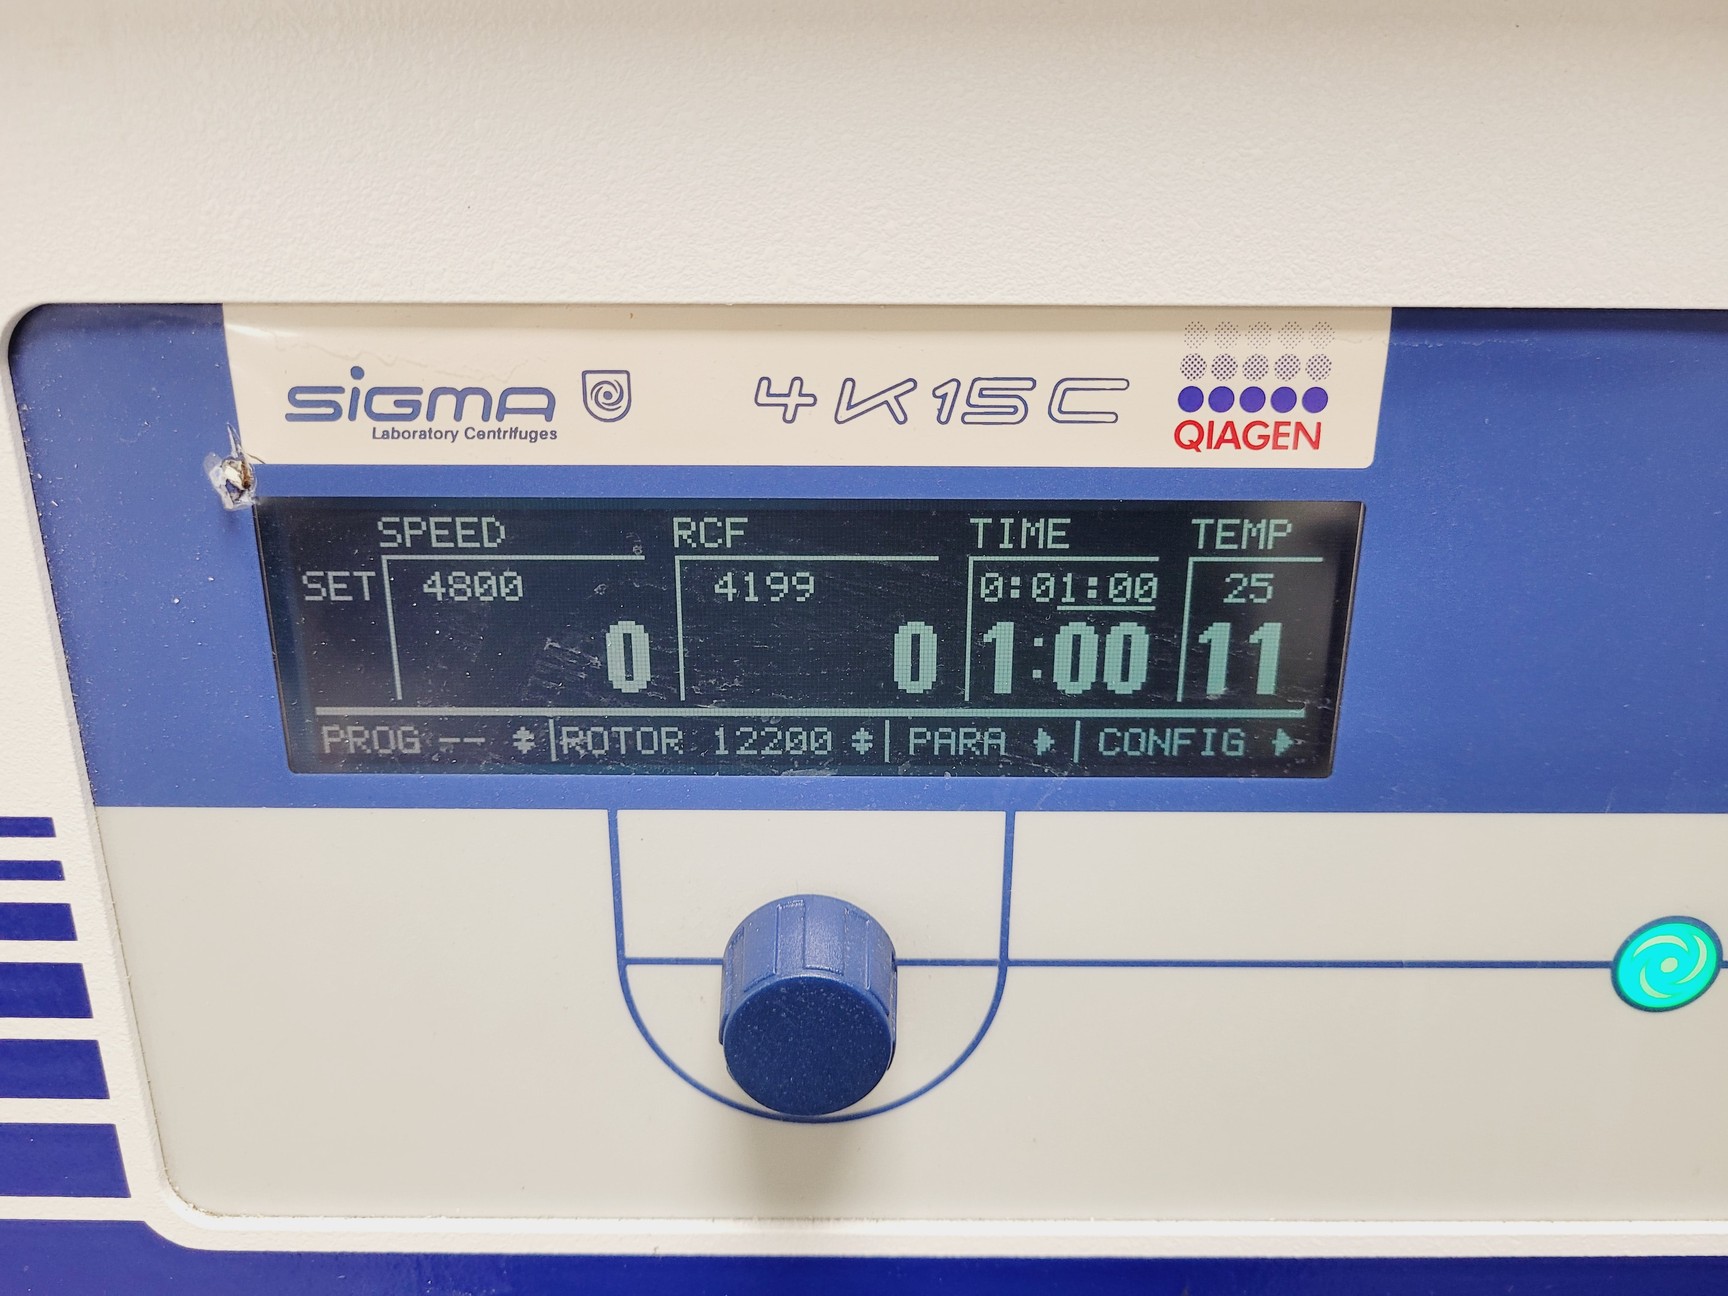 sigma
Laboratory Centrifuges
4K15C
QIAGEN
SPEED RCF TIME TEMP
SET 4800 4199 0:01:00 25
0 0 1:00 11
PROG -- ROTOR 12200 PARA CONFIG